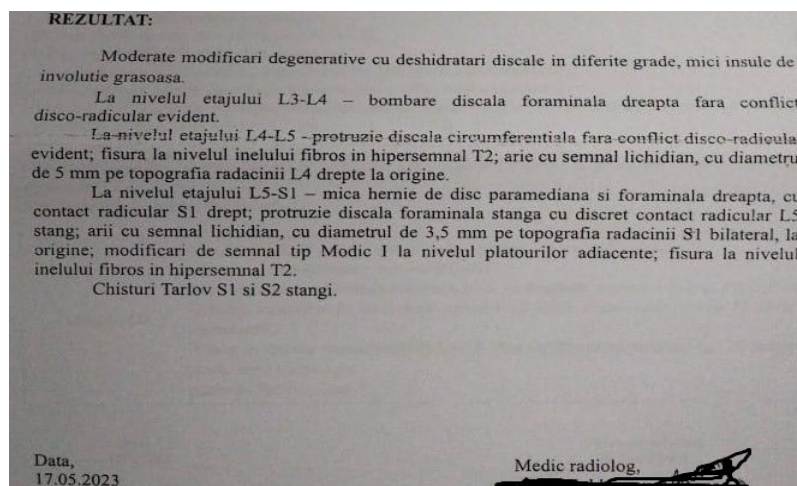 REZULTAT:
Moderate modificari degenerative cu deshidratari discale in diferite grade, mici insule de
involutie grasoasa.
La nivelul etajului L3-L4 – bombare discala foraminala dreapta fara conflict
disco-radicular evident.
La nivelul etajului L4-L5 - protruzie discala circumferentiala fara conflict disco-radicula
evident; fisura la nivelul inelului fibros in hipersemnal T2; arie cu semnal lichidian, cu diametru
de 5 mm pe topografia radacinii L4 drepte la origine.
La nivelul etajului L5-S1 – mica hernie de disc paramediana si foraminala dreapta, cu
contact radicular S1 drept; protruzie discala foraminala stanga cu discret contact radicular L5
stang; arii cu semnal lichidian, cu diametrul de 3,5 mm pe topografia radacinii S1 bilateral, la
origine; modificari de semnal tip Modic I la nivelul platourilor adiacente; fisura la nivelul
inelului fibros in hipersemnal T2.
Chisturi Tarlov S1 si S2 stangi.
Data,
17.05.2023
Medic radiolog,